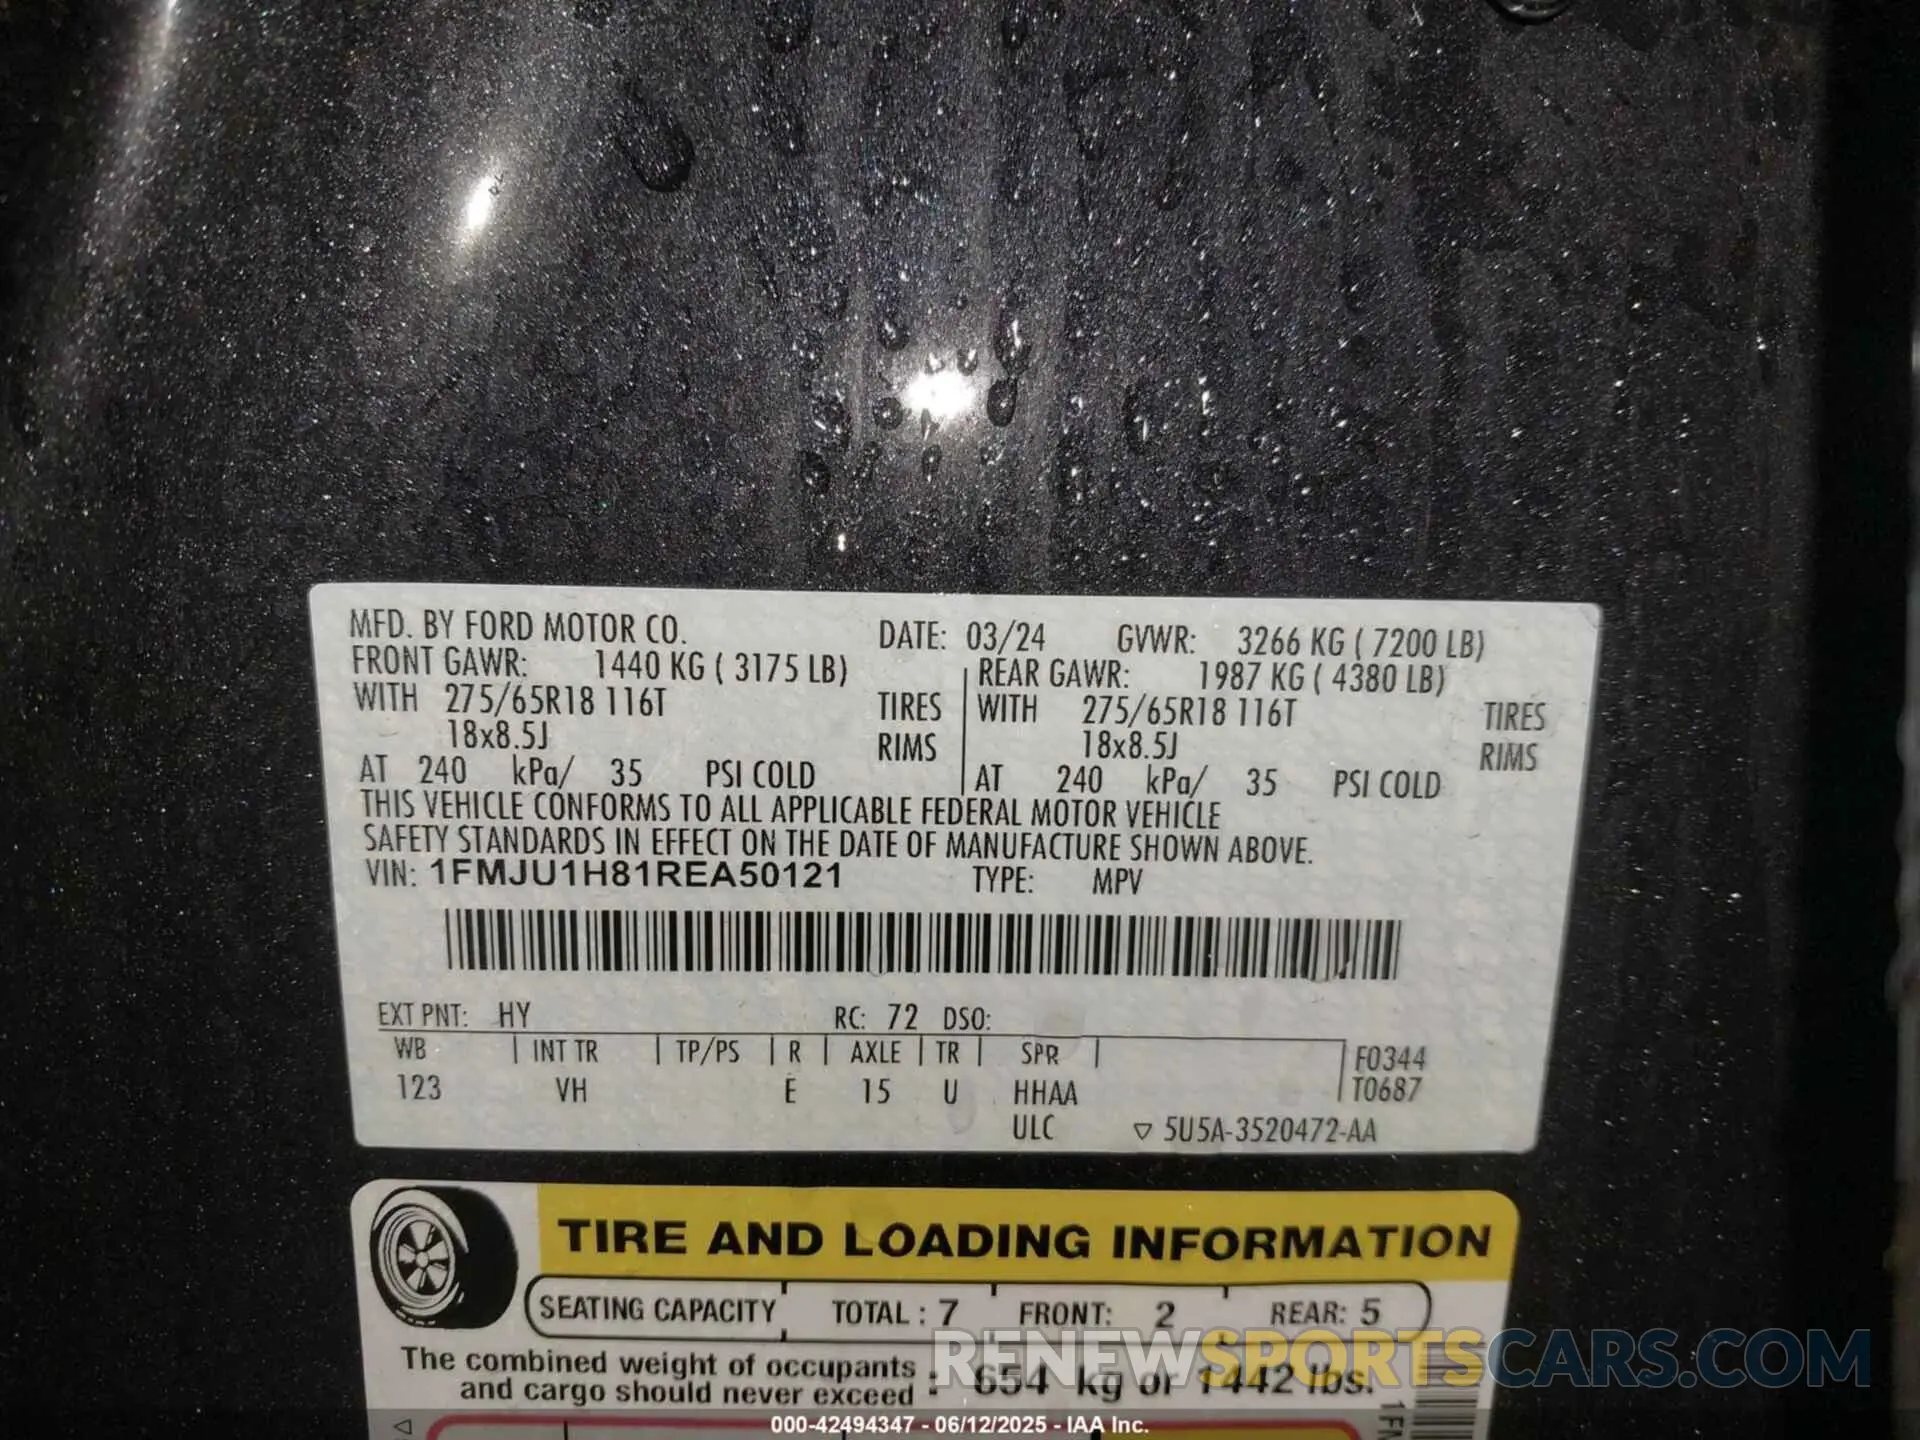 MFD. BY FORD MOTOR CO. DATE: 03/24 GVWR: 3266 KG ( 7200 LB)
FRONT GAWR: 1440 KG ( 3175 LB) REAR GAWR: 1987 KG ( 4380 LB)
WITH 275/65R18 116T TIRES WITH 275/65R18 116T TIRES
18x8.5J RIMS 18x8.5J RIMS
AT 240 kPa/ 35 PSI COLD AT 240 kPa/ 35 PSI COLD
THIS VEHICLE CONFORMS TO ALL APPLICABLE FEDERAL MOTOR VEHICLE
SAFETY STANDARDS IN EFFECT ON THE DATE OF MANUFACTURE SHOWN ABOVE.
VIN: 1FMJU1H81REA50121 TYPE: MPV
EXT PNT: HY RC: 72 DSO:
WB INT TR TP/PS R AXLE TR SPR F0344
123 VH E 15 U HHAA T0687
ULC ▽ 5U5A-3520472-AA
TIRE AND LOADING INFORMATION
SEATING CAPACITY TOTAL : 7 FRONT: 2 REAR: 5
The combined weight of occupants
and cargo should never exceed : 654 kg or 1442 lbs.
RENEWSPORTSCARS.COM
000-42494347 - 06/12/2025 - IAA Inc.